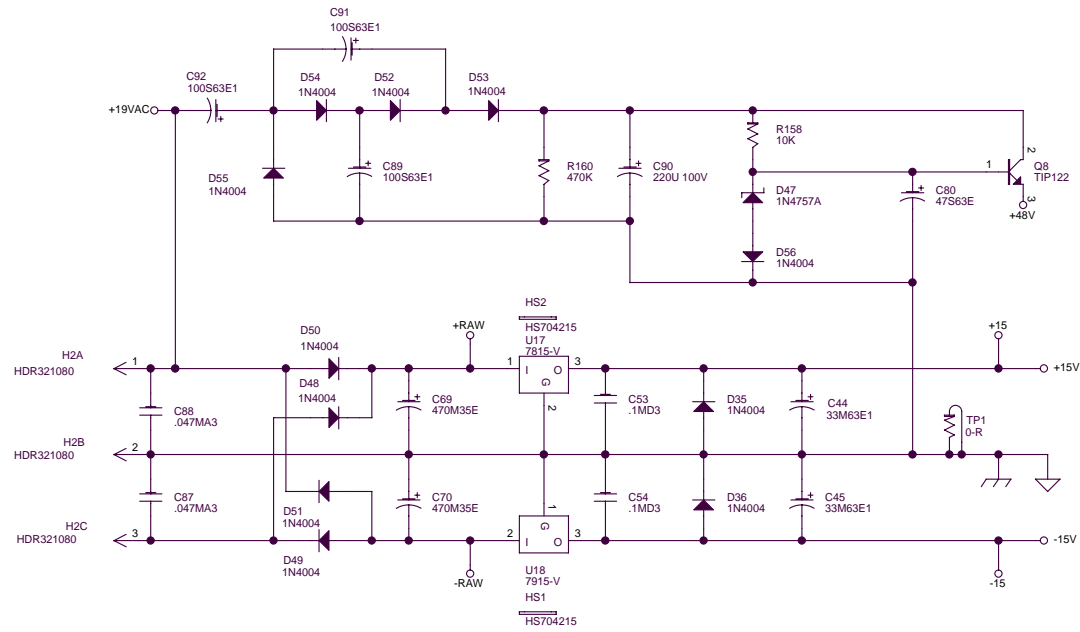 C91
100S63E1
C92
100S63E1
D54
1N4004
D52
1N4004
D53
1N4004
+19VAC
+
+
D55
1N4004
C89
100S63E1
+
R160
470K
C90
220U 100V
+
R158
10K
D47
1N4757A
D56
1N4004
C80
47S63E
+
1
2
Q8
TIP122
3
+48V
HS2
HS704215
U17
7815-V
D50
1N4004
+RAW
+15
H2A
HDR321080
1
1
I
O
G
3
2
+15V
D48
1N4004
C88
.047MA3
C69
470M35E
+
C53
.1MD3
D35
1N4004
C44
33M63E1
+
TP1
0-R
H2B
HDR321080
2
C87
.047MA3
D51
1N4004
C70
470M35E
+
C54
.1MD3
D36
1N4004
C45
33M63E1
+
1
G
H2C
HDR321080
3
2
I
O
3
-15V
D49
1N4004
-RAW
U18
7915-V
-15
HS1
HS704215